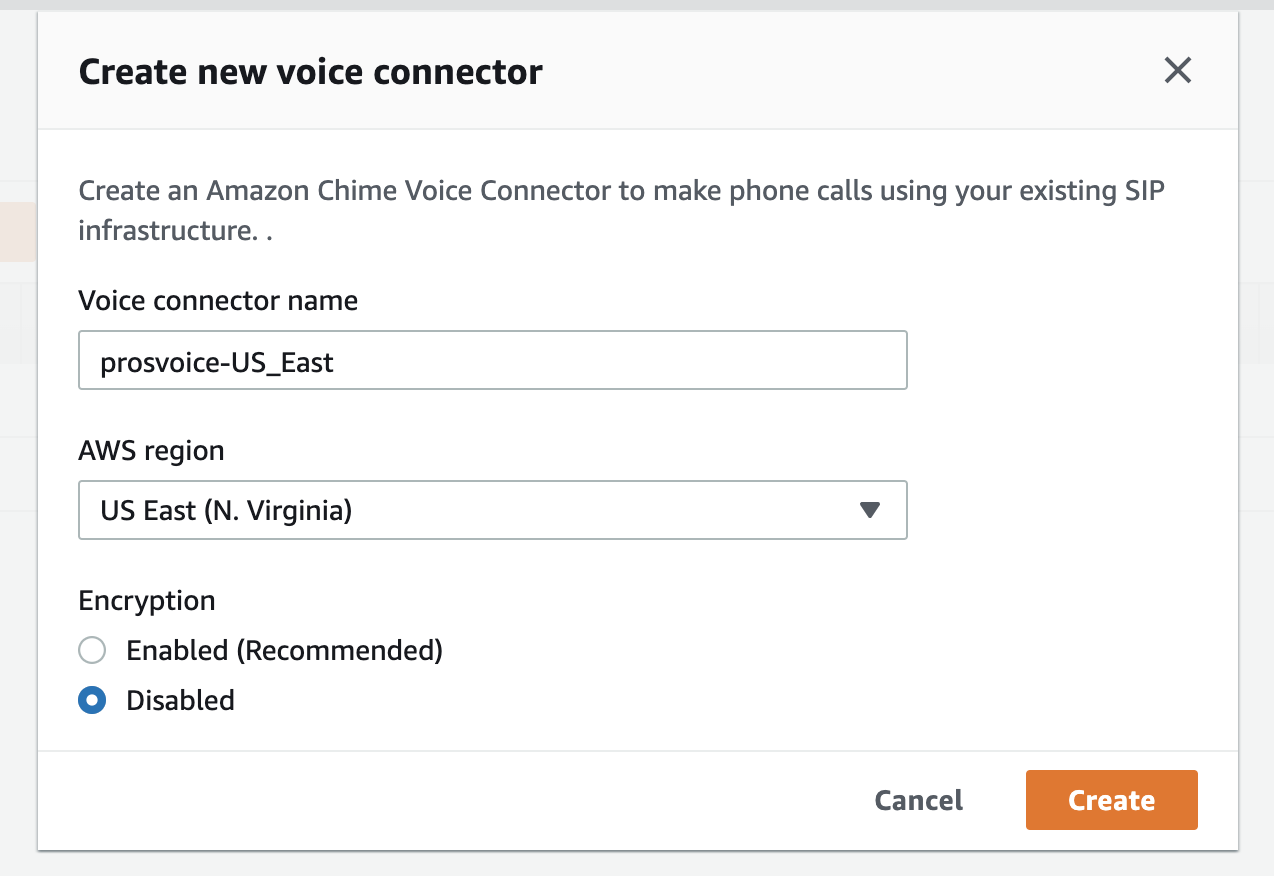 Create new voice connector
Create an Amazon Chime Voice Connector to make phone calls using your existing SIP
infrastructure. .
Voice connector name
prosvoice-US_East
AWS region
US East (N. Virginia)
Encryption
Enabled (Recommended)
Disabled
Cancel
Create